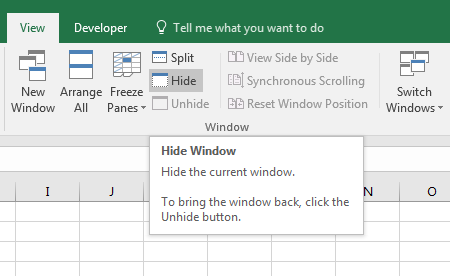 View Developer Tell me what you want to do
New Window
Arrange All
Freeze Panes
Split
Hide
Unhide
View Side by Side
Synchronous Scrolling
Reset Window Position
Switch Windows
Window
Hide Window
Hide the current window.
To bring the window back, click the
Unhide button.
I J N O